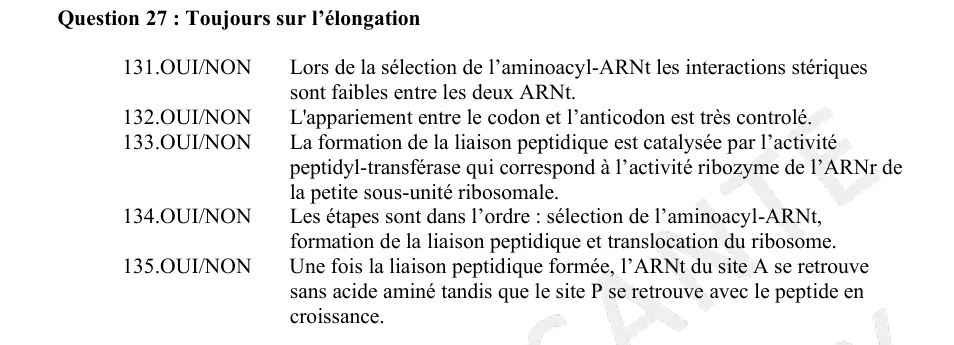 Question 27 : Toujours sur l’élongation
131.OUI/NON Lors de la sélection de l’aminoacyl-ARNt les interactions stériques
sont faibles entre les deux ARNt.
132.OUI/NON L'appariement entre le codon et l’anticodon est très controlé.
133.OUI/NON La formation de la liaison peptidique est catalysée par l’activité
peptidyl-transférase qui correspond à l’activité ribozyme de l’ARNr de
la petite sous-unité ribosomale.
134.OUI/NON Les étapes sont dans l’ordre : sélection de l’aminoacyl-ARNt,
formation de la liaison peptidique et translocation du ribosome.
135.OUI/NON Une fois la liaison peptidique formée, l’ARNt du site A se retrouve
sans acide aminé tandis que le site P se retrouve avec le peptide en
croissance.
SANTE